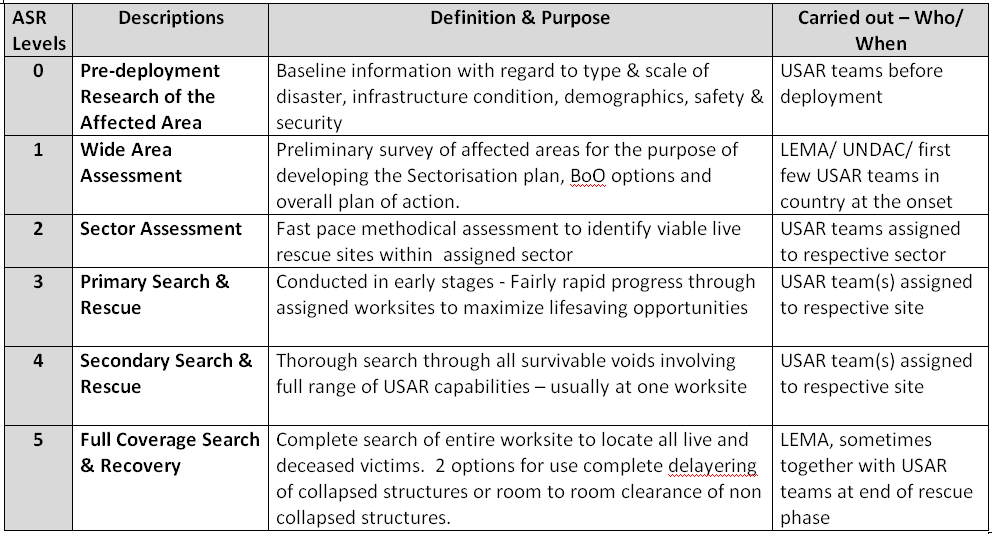 ASR Levels | Descriptions | Definition & Purpose | Carried out – Who/ When
0 | Pre-deployment Research of the Affected Area | Baseline information with regard to type & scale of disaster, infrastructure condition, demographics, safety & security | USAR teams before deployment
1 | Wide Area Assessment | Preliminary survey of affected areas for the purpose of developing the Sectorisation plan, BoO options and overall plan of action. | LEMA/ UNDAC/ first few USAR teams in country at the onset
2 | Sector Assessment | Fast pace methodical assessment to identify viable live rescue sites within assigned sector | USAR teams assigned to respective sector
3 | Primary Search & Rescue | Conducted in early stages - Fairly rapid progress through assigned worksites to maximize lifesaving opportunities | USAR team(s) assigned to respective site
4 | Secondary Search & Rescue | Thorough search through all survivable voids involving full range of USAR capabilities – usually at one worksite | USAR team(s) assigned to respective site
5 | Full Coverage Search & Recovery | Complete search of entire worksite to locate all live and deceased victims. 2 options for use complete delayering of collapsed structures or room to room clearance of non collapsed structures. | LEMA, sometimes together with USAR teams at end of rescue phase